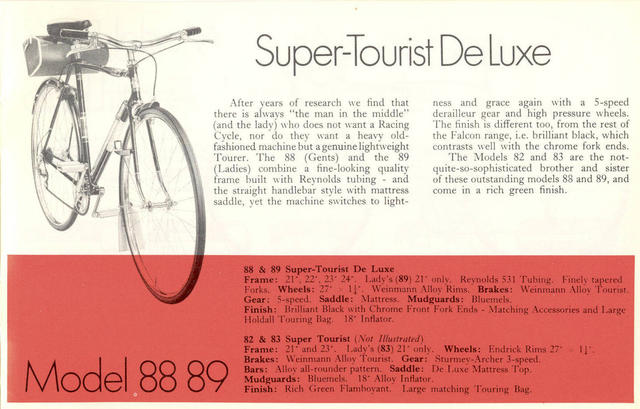 Super-Tourist De Luxe
After years of research we find that
there is always "the man in the middle"
(and the lady) who does not want a Racing
Cycle, nor do they want a heavy old-
fashioned machine but a genuine lightweight
Tourer. The 88 (Gents) and the 89
(Ladies) combine a fine-looking quality
frame built with Reynolds tubing - and
the straight handlebar style with mattress
saddle, yet the machine switches to light-
ness and grace again with a 5-speed
derailleur gear and high pressure wheels.
The finish is different too, from the rest of
the Falcon range, i.e. brilliant black, which
contrasts well with the chrome fork ends.
The Models 82 and 83 are the not-
quite-so-sophisticated brother and sister
of these outstanding models 88 and 89, and
come in a rich green finish.
88 & 89 Super-Tourist De Luxe
Frame: 21", 22", 23" 24". Lady's (89) 21" only. Reynolds 531 Tubing. Finely tapered
Forks. Wheels: 27" × 1¼". Weinmann Alloy Rims. Brakes: Weinmann Alloy Tourist.
Gear: 5-speed. Saddle: Mattress. Mudguards: Bluemels.
Finish: Brilliant Black with Chrome Front Fork Ends - Matching Accessories and Large
Holdall Touring Bag. 18" Inflator.
82 & 83 Super Tourist (Not Illustrated)
Frame: 21" and 23". Lady's (83) 21" only. Wheels: Endrick Rims 27" × 1¼".
Brakes: Weinmann Alloy Tourist. Gear: Sturmey-Archer 3-speed.
Bars: Alloy all-rounder pattern. Saddle: De Luxe Mattress Top.
Mudguards: Bluemels. 18" Alloy Inflator.
Finish: Rich Green Flamboyant. Large matching Touring Bag.
Model 88 89